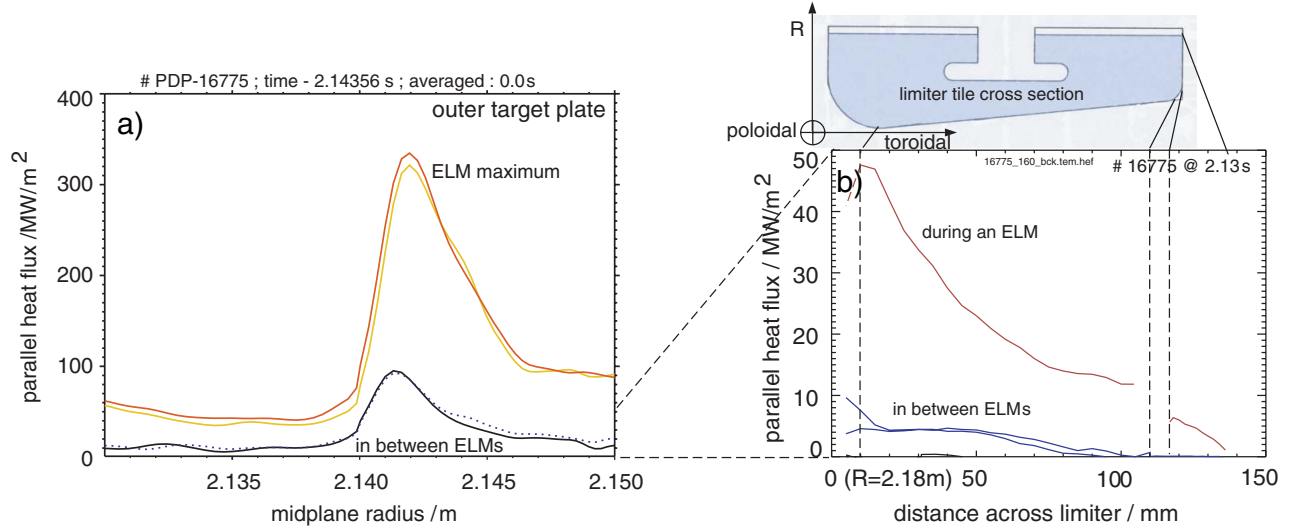 # PDP-16775 ; time - 2.14356 s ; averaged : 0.0s
a)
outer target plate
ELM maximum
in between ELMs
parallel heat flux /MW/m²
400
300
200
100
0
2.135
2.140
2.145
2.150
midplane radius /m
R
limiter tile cross section
poloidal
toroidal
b)
16775_160_bck.tem.hef
# 16775 @ 2.13s
during an ELM
in between ELMs
parallel heat flux / MW/m²
50
40
30
20
10
0
0 (R=2.18m)
50
100
150
distance across limiter / mm